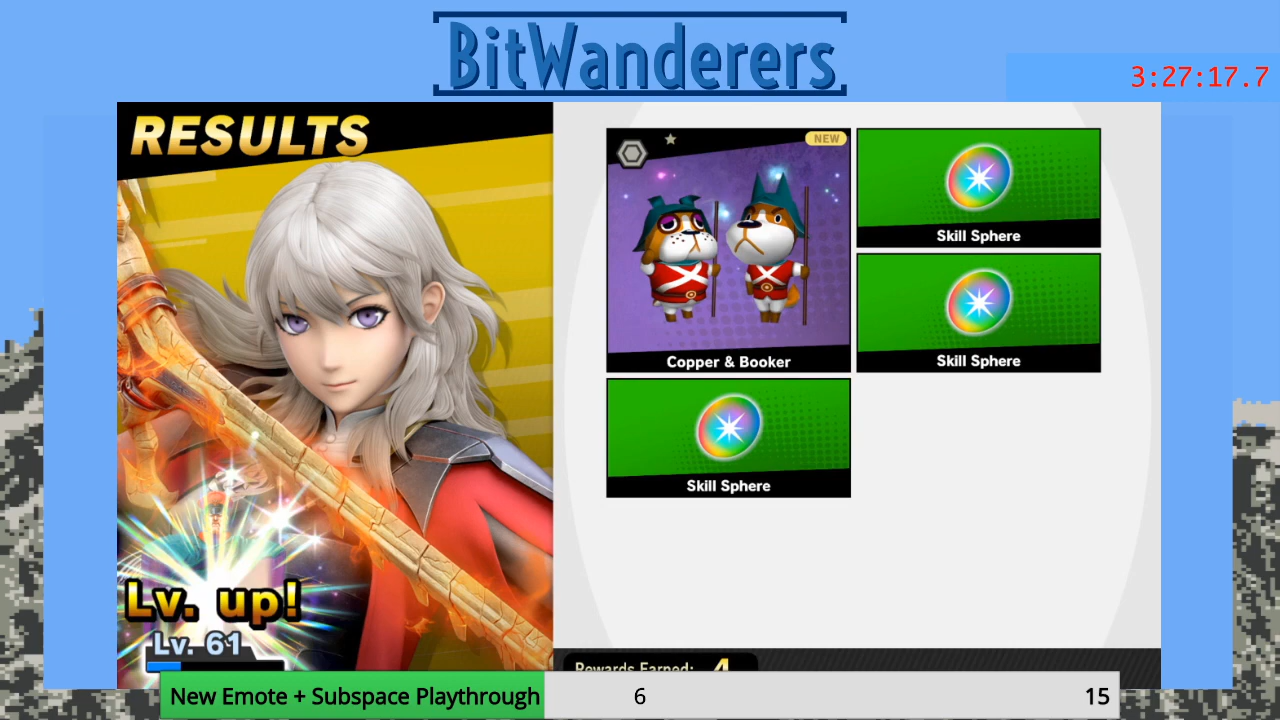 BitWanderers
3:27:17.7
RESULTS
NEW
Copper & Booker
Skill Sphere
Skill Sphere
Skill Sphere
Lv. up!
Lv. 61
Rewards Earned: 4
New Emote + Subspace Playthrough 6 15